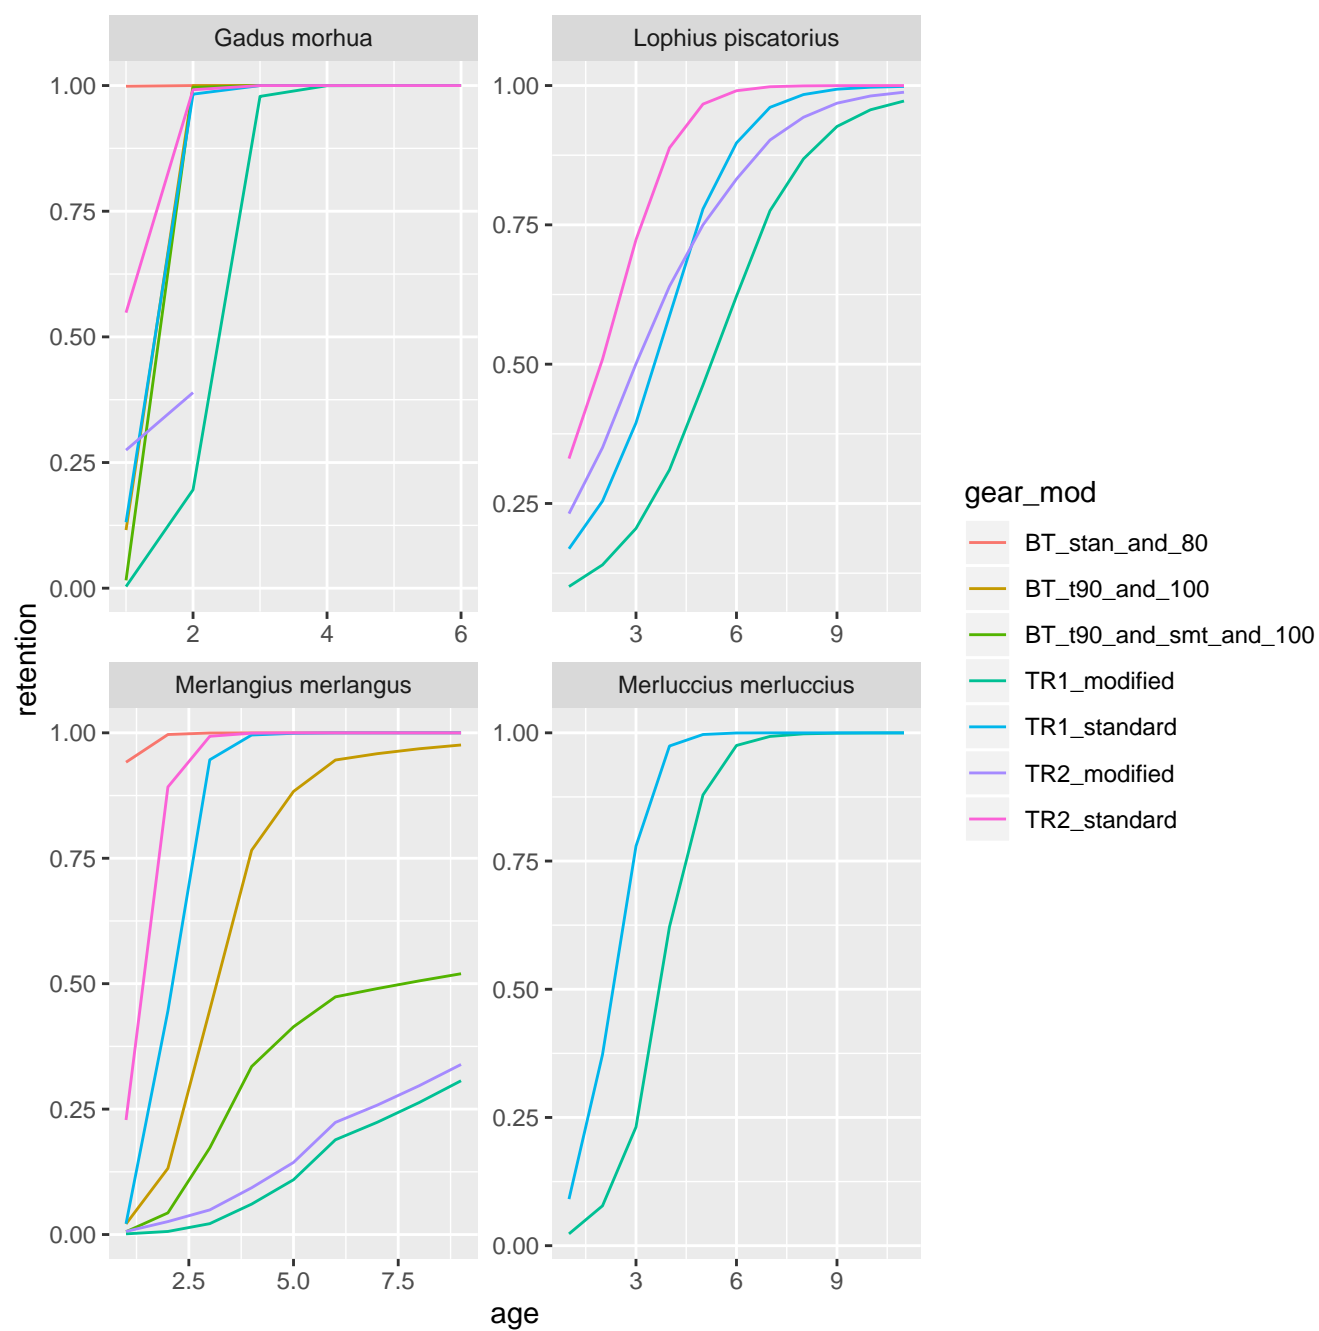 Gadus morhua
Lophius piscatorius
1.00
0.75
0.50
0.25
0.00
2
4
6
1.00
0.75
0.50
0.25
3
6
9
Merlangius merlangus
Merluccius merluccius
1.00
0.75
0.50
0.25
0.00
2.5
5.0
7.5
1.00
0.75
0.50
0.25
0.00
3
6
9
retention
age
gear_mod
BT_stan_and_80
BT_t90_and_100
BT_t90_and_smt_and_100
TR1_modified
TR1_standard
TR2_modified
TR2_standard